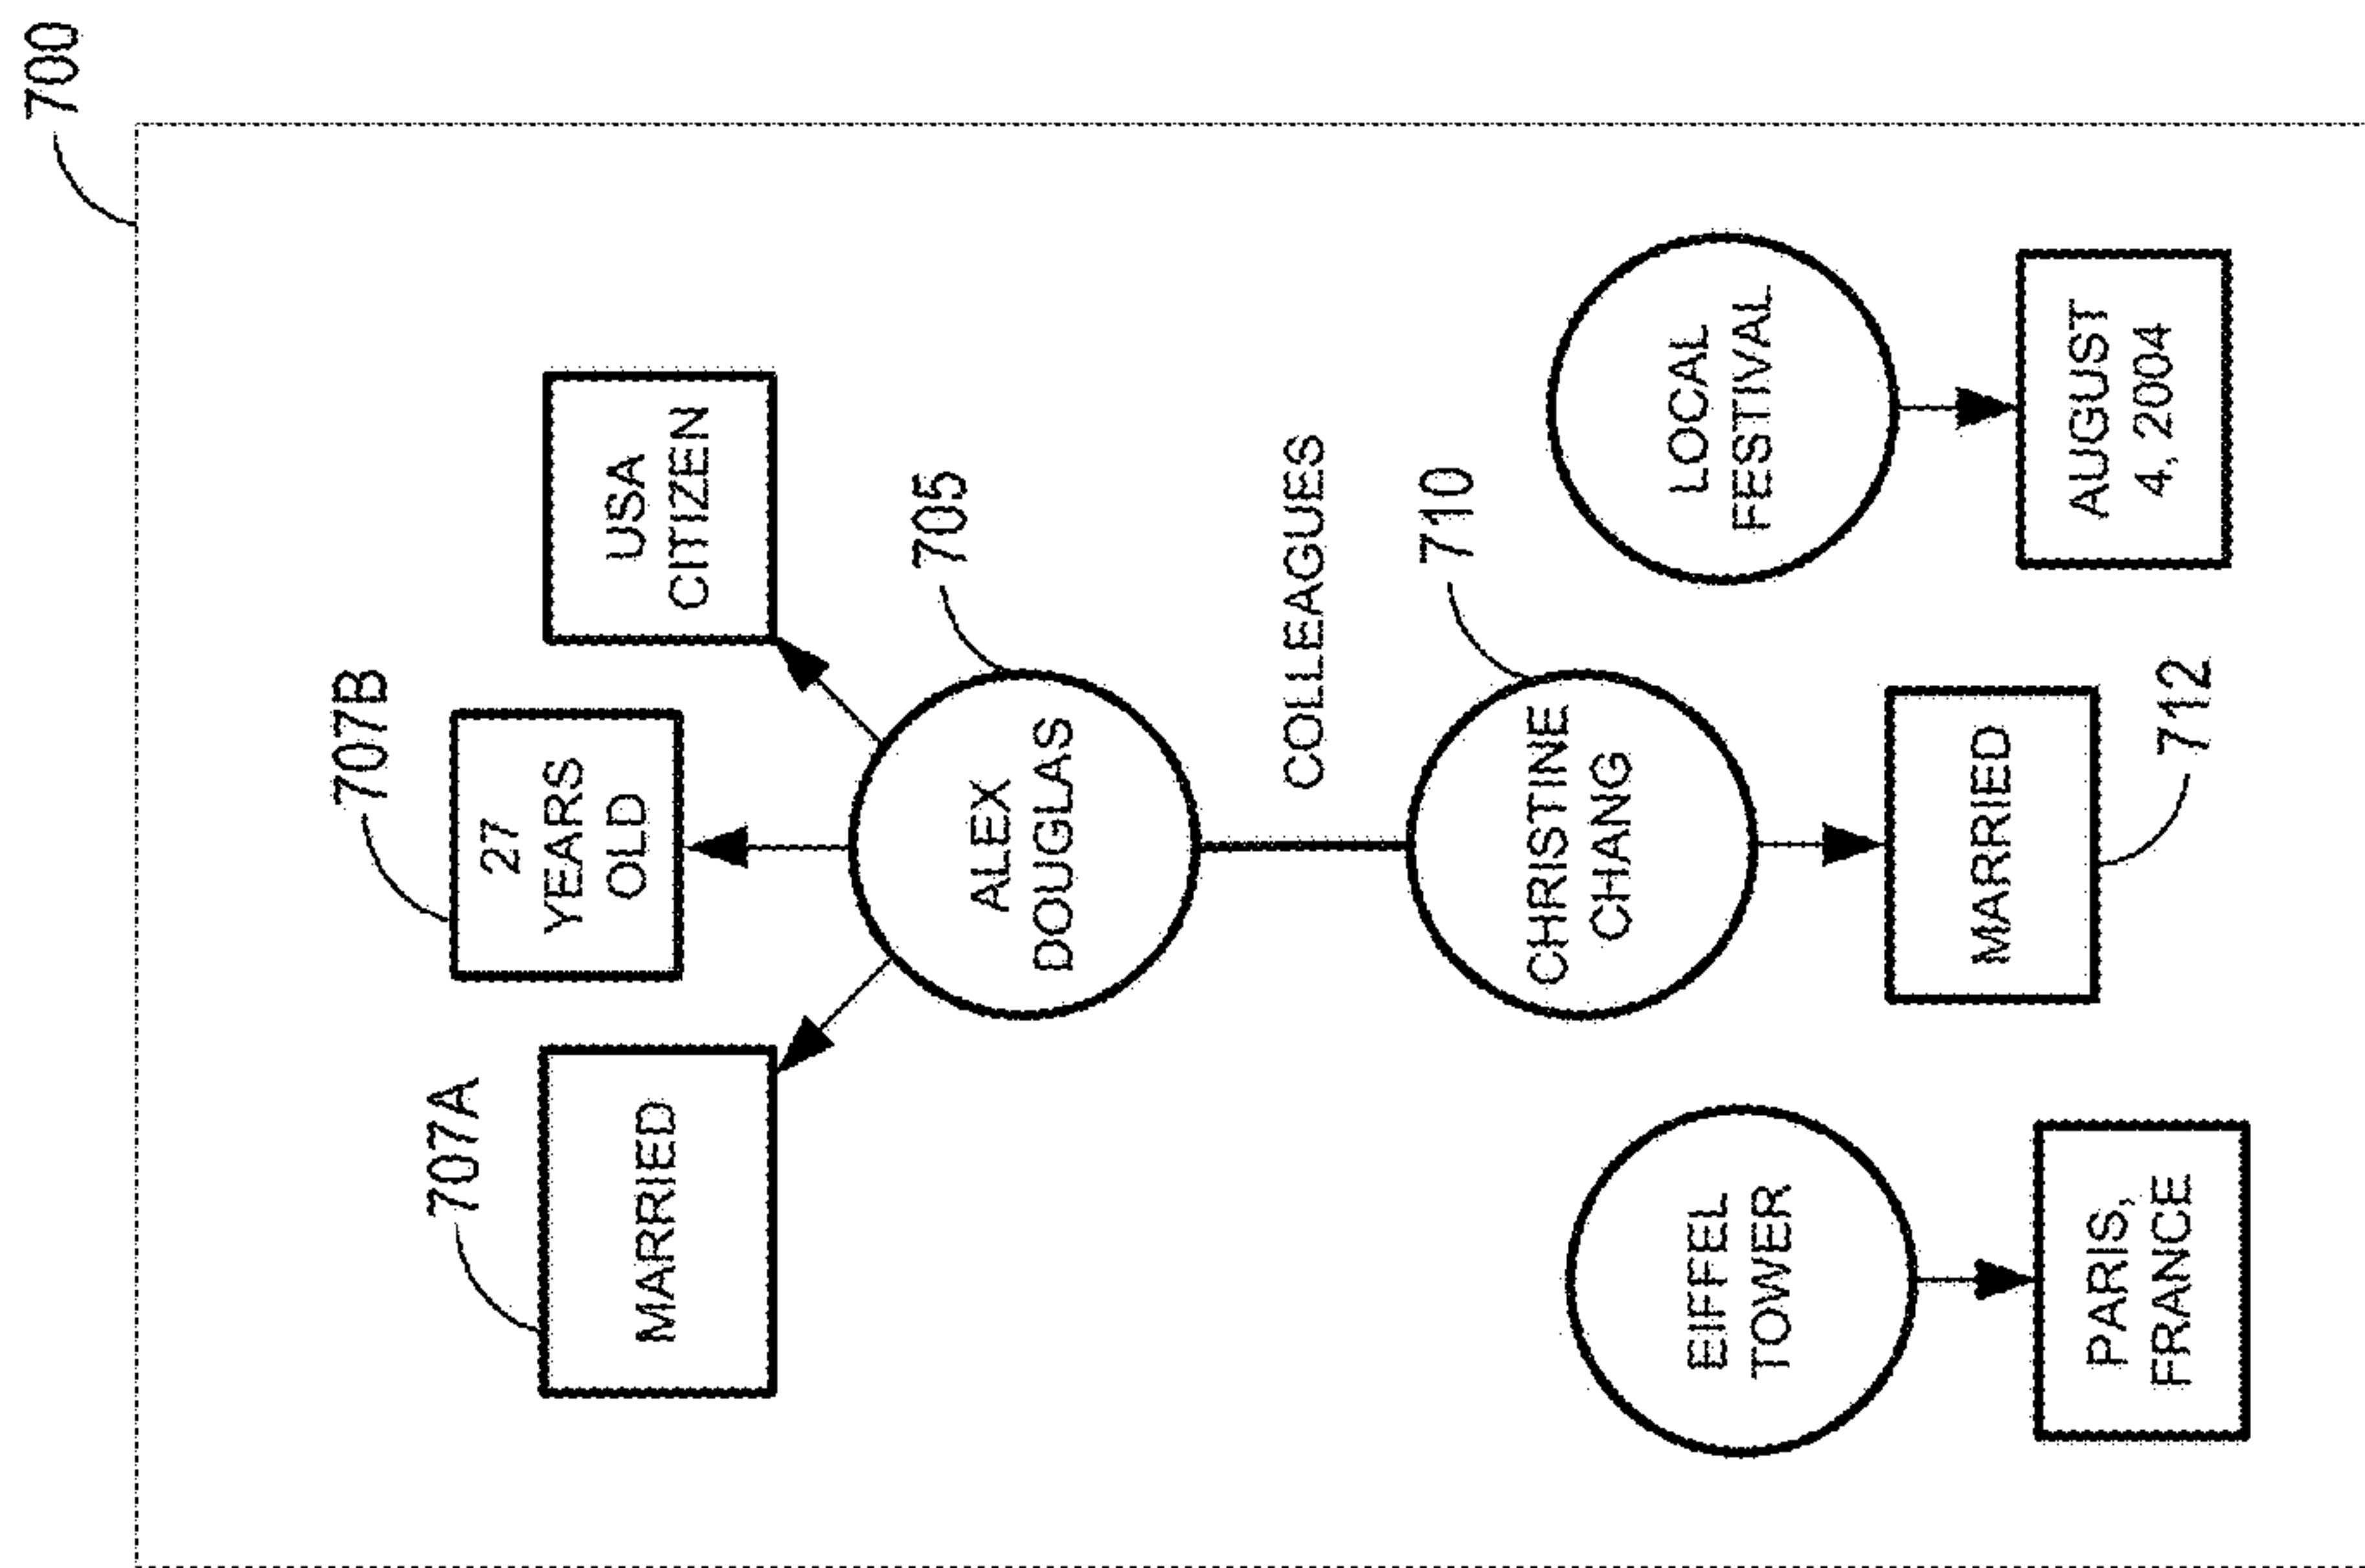 700
707A
MARRIED
707B
27
YEARS
OLD
USA
CITIZEN
705
ALEX
DOUGLAS
COLLEAGUES
710
CHRISTINE
CHANG
MARRIED
712
EIFFEL
TOWER
PARIS,
FRANCE
LOCAL
FESTIVAL
AUGUST
4, 2004